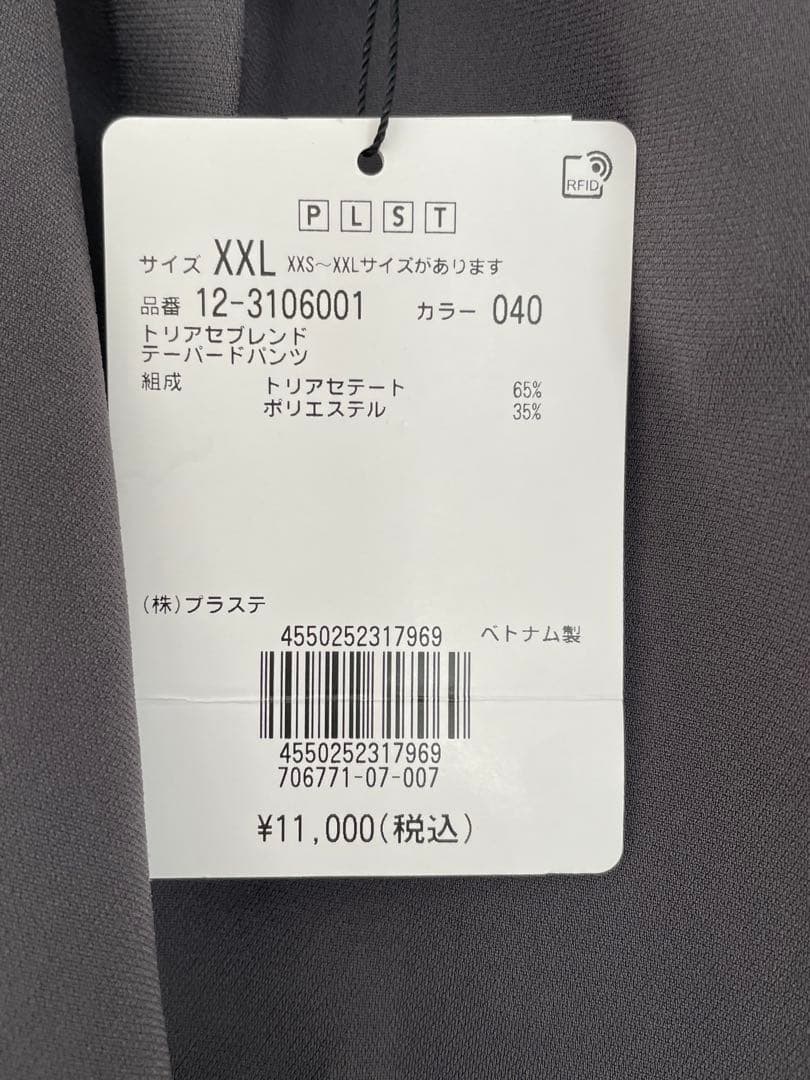 RFID
PLST
サイズ XXL XXS～XXLサイズがあります
品番 12-3106001 カラー 040
トリアセブレンド
テーパードパンツ
組成 トリアセテート 65%
ポリエステル 35%
(株)プラステ
4550252317969 ベトナム製
4550252317969
706771-07-007
¥11,000(税込)